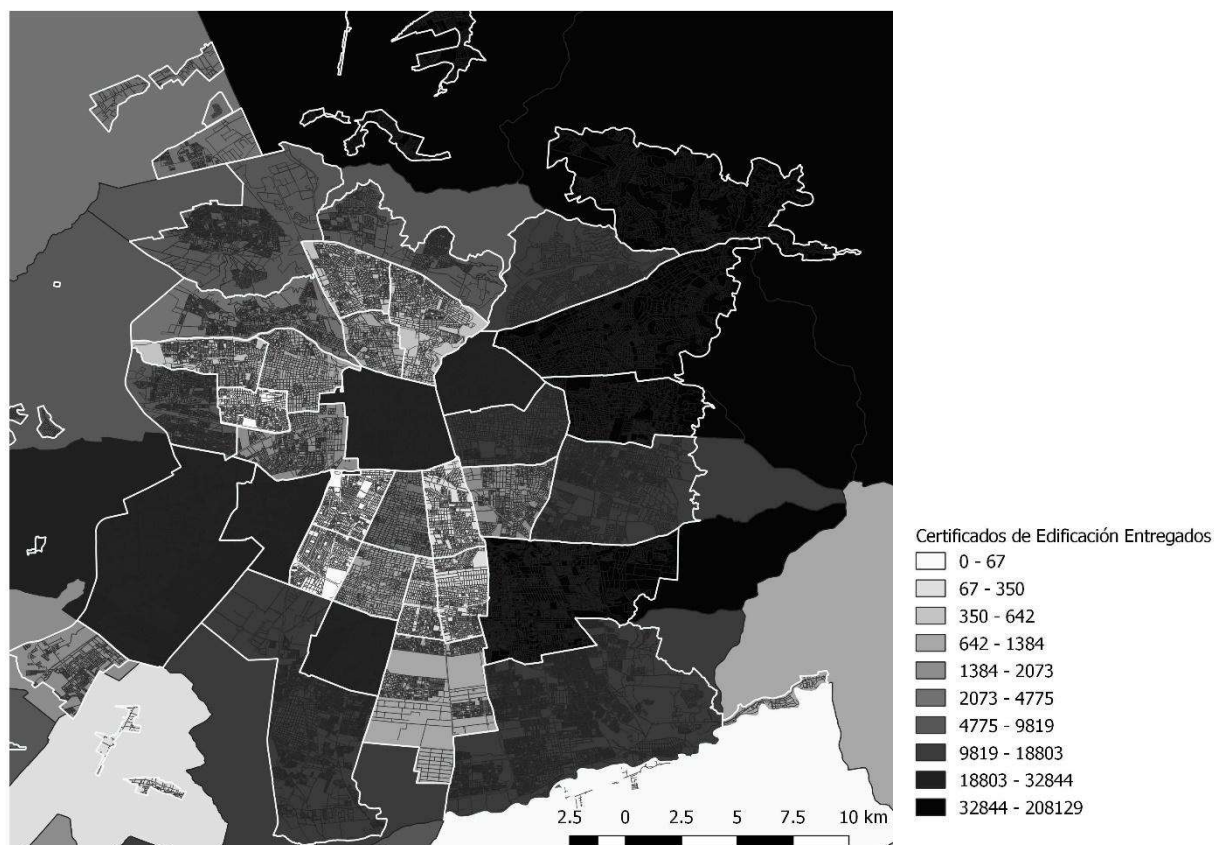 Certificados de Edificación Entregados
0 - 67
67 - 350
350 - 642
642 - 1384
1384 - 2073
2073 - 4775
4775 - 9819
9819 - 18803
18803 - 32844
32844 - 208129
2.5 0 2.5 5 7.5 10 km